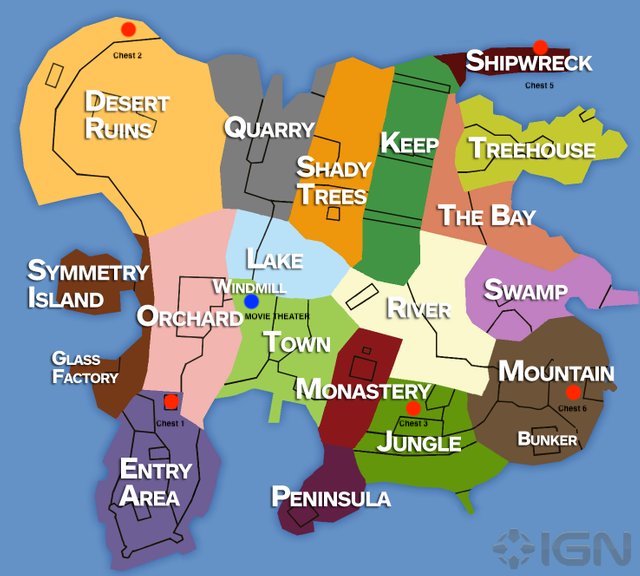 SHIPWRECK
Chest 5
Chest 2
DESERT
RUINS
QUARRY
SHADY
TREES
KEEP
TREEHOUSE
THE BAY
SYMMETRY
ISLAND
LAKE
WINDMILL
MOVIE THEATER
ORCHARD
RIVER
SWAMP
TOWN
GLASS
FACTORY
MONASTERY
MOUNTAIN
Chest 6
Chest 1
Chest 3
JUNGLE
BUNKER
ENTRY
AREA
PENINSULA
IGN